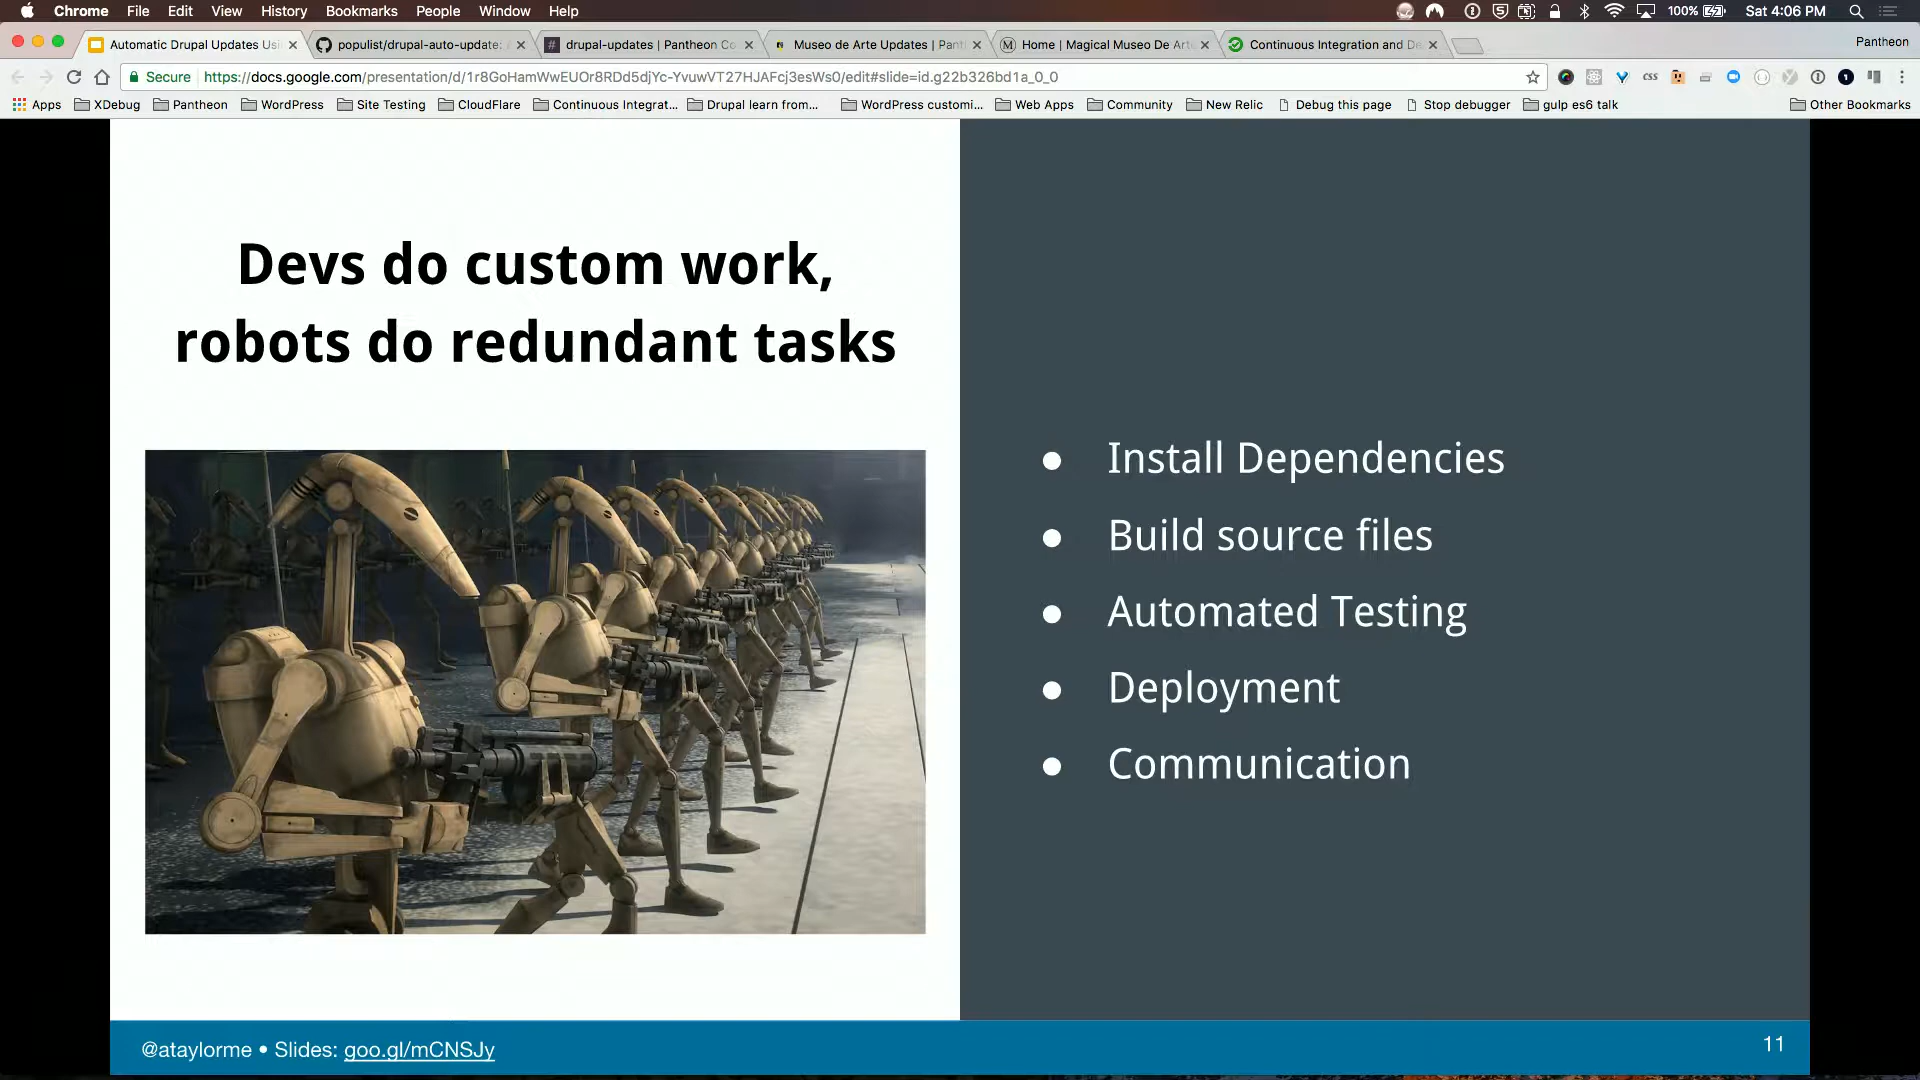 Chrome File Edit View History Bookmarks People Window Help 100% Sat 4:06 PM
Automatic Drupal Updates Usi
populist/drupal-auto-update:
drupal-updates | Pantheon Co
Museo de Arte Updates | Pant
Home | Magical Museo De Arte
Continuous Integration and De
Pantheon
Secure https://docs.google.com/presentation/d/1r8GoHamWwEUOr8RDd5djYc-YvuwVT27HJAFcj3esWs0/edit#slide=id.g22b326bd1a_0_0
Apps XDebug Pantheon WordPress Site Testing CloudFlare Continuous Integrat... Drupal learn from... WordPress customi... Web Apps Community New Relic Debug this page Stop debugger gulp es6 talk Other Bookmarks
Devs do custom work,
robots do redundant tasks
● Install Dependencies
● Build source files
● Automated Testing
● Deployment
● Communication
@ataylorme • Slides: goo.gl/mCNSJy
11